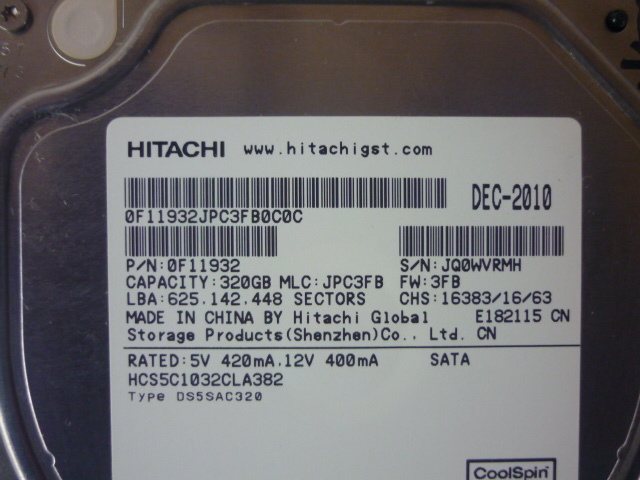 HITACHI www.hitachigst.com
DEC-2010
0F11932JPC3FB0C0C
P/N:0F11932 S/N:JQ0WVRMH
CAPACITY:320GB MLC:JPC3FB FW:3FB
LBA:625,142,448 SECTORS CHS:16383/16/63
MADE IN CHINA BY Hitachi Global E182115 CN
Storage Products(Shenzhen)Co., Ltd. CN
RATED:5V 420mA,12V 400mA SATA
HCS5C1032CLA382
Type DS5SAC320
CoolSpin